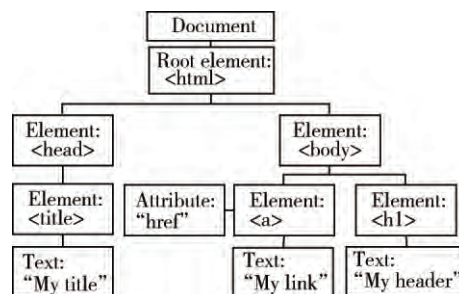 Document
Root element:
<html>
Element:
<head>
Element:
<body>
Element:
<title>
Attribute:
“href”
Element:
<a>
Element:
<h1>
Text:
“My title”
Text:
“My link”
Text:
“My header”